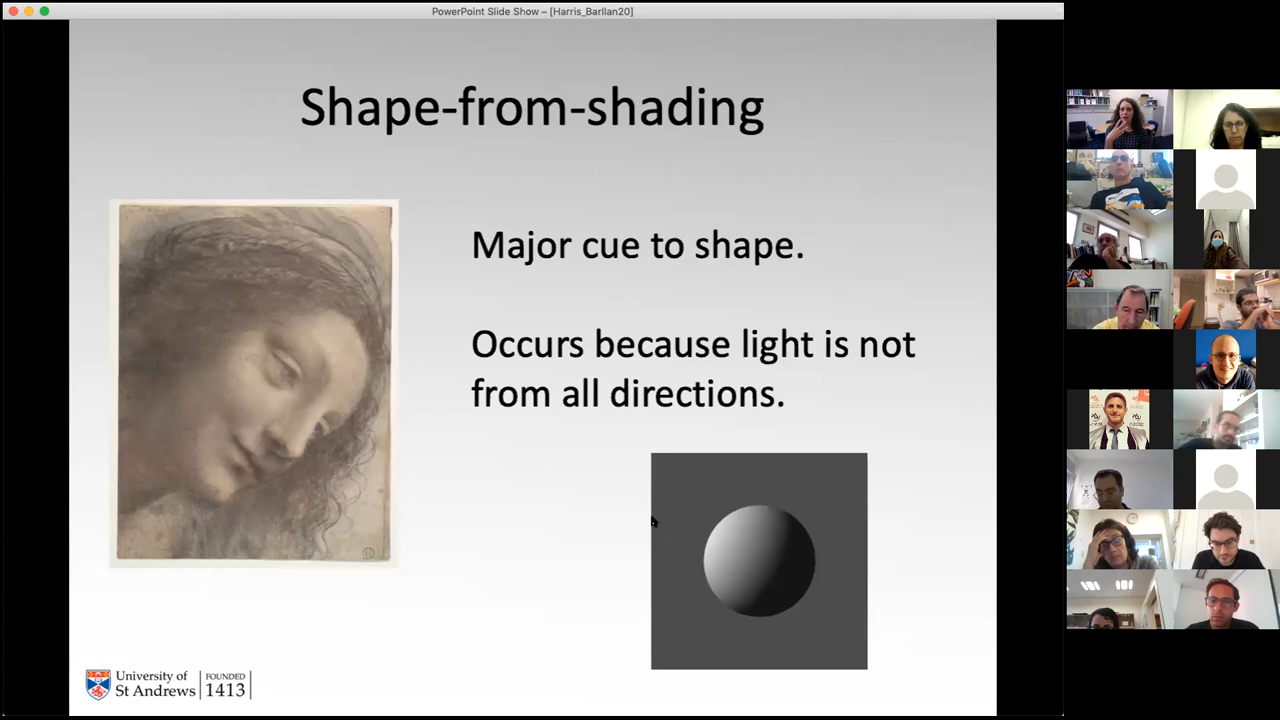 PowerPoint Slide Show – [Harris_BarIlan20]
Shape-from-shading
Major cue to shape.
Occurs because light is not
from all directions.
University of
St Andrews
FOUNDED
1413